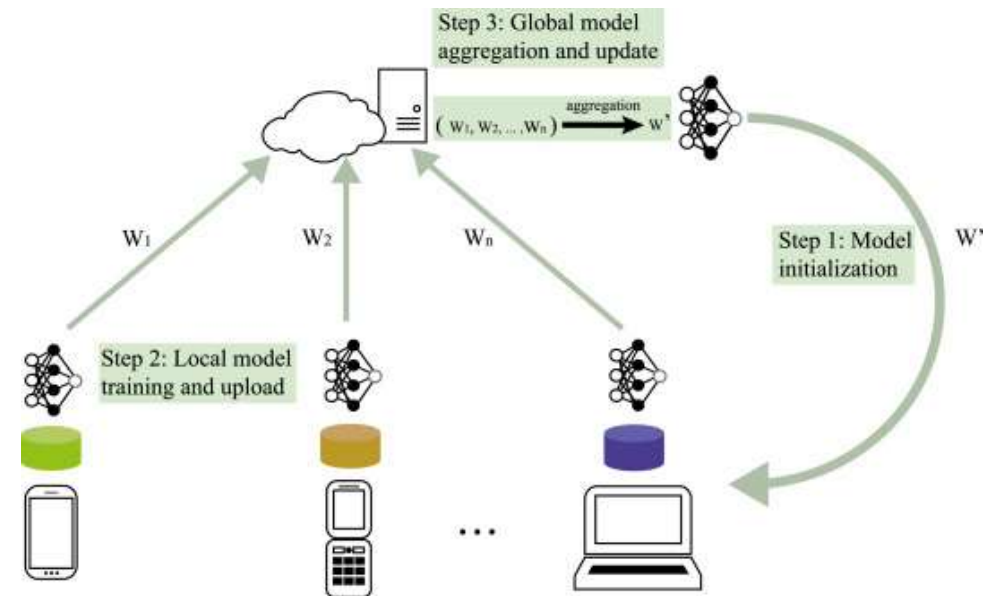 Step 3: Global model
aggregation and update
aggregation
( W₁, W₂, ... ,Wₙ ) W'
W₁
W₂
Wₙ
Step 1: Model
initialization
W'
Step 2: Local model
training and upload
...